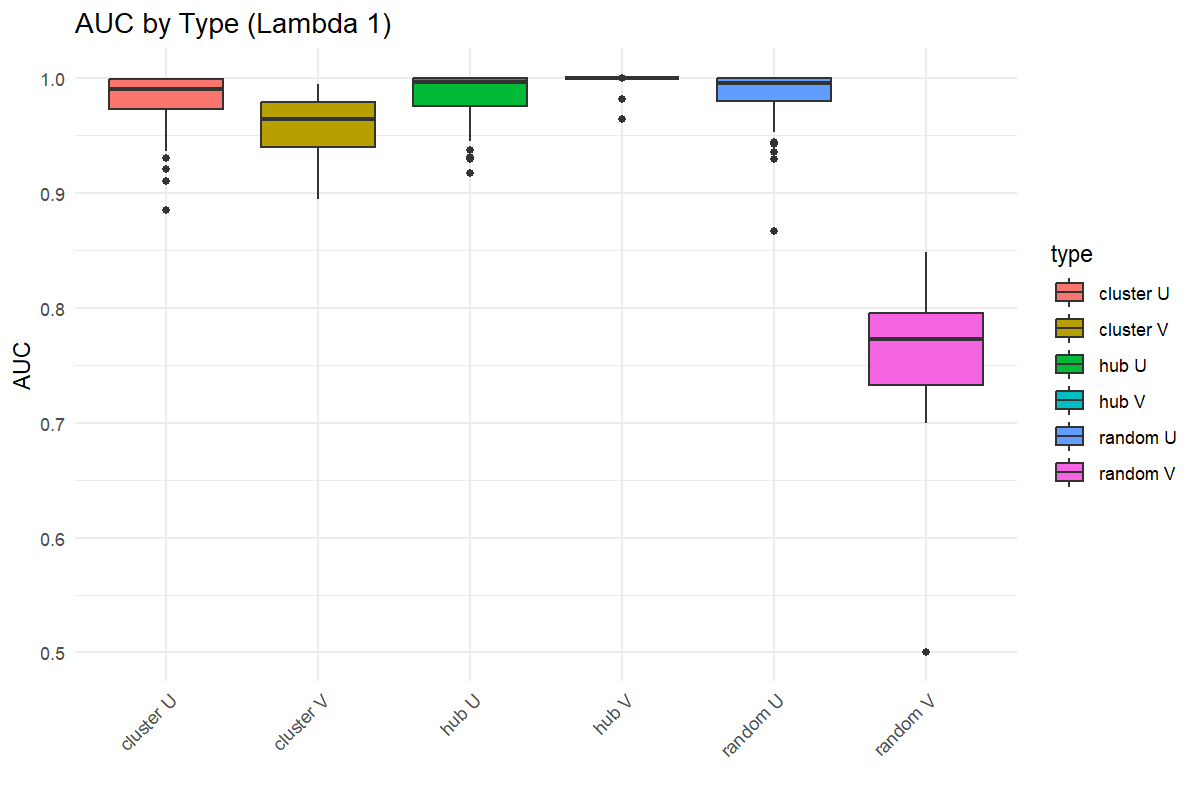 AUC by Type (Lambda 1)
1.0
0.9
0.8
0.7
0.6
0.5
AUC
cluster U
cluster V
hub U
hub V
random U
random V
type
cluster U
cluster V
hub U
hub V
random U
random V